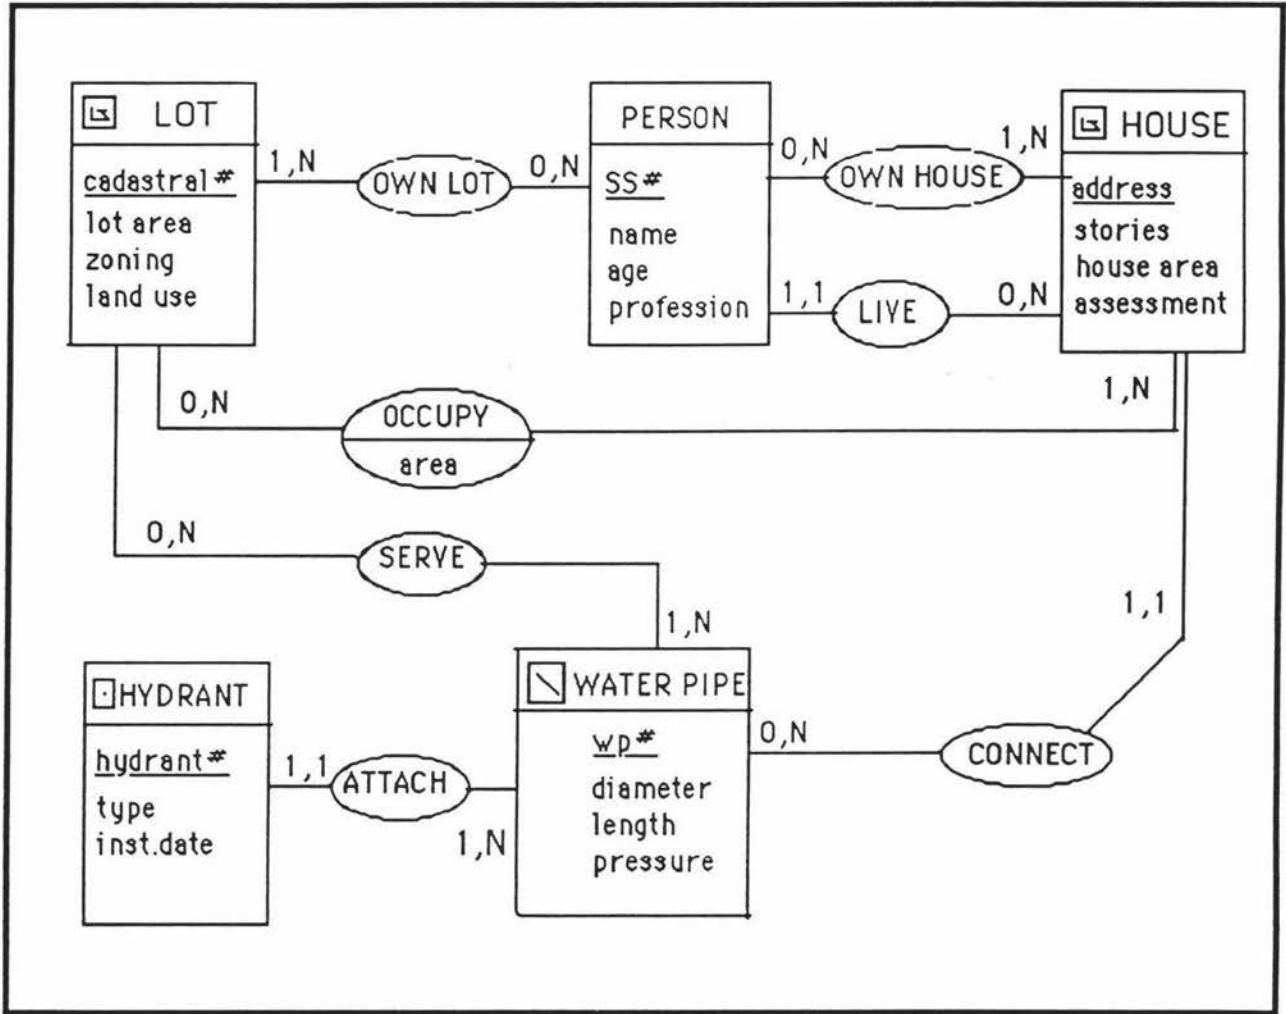 LOT
cadastral#
lot area
zoning
land use
1,N
OWN LOT
0,N
PERSON
SS#
name
age
profession
0,N
OWN HOUSE
1,N
1,1
LIVE
0,N
HOUSE
address
stories
house area
assessment
0,N
OCCUPY
area
1,N
0,N
SERVE
1,N
1,1
HYDRANT
hydrant#
type
inst.date
1,1
ATTACH
1,N
WATER PIPE
wp#
diameter
length
pressure
0,N
CONNECT